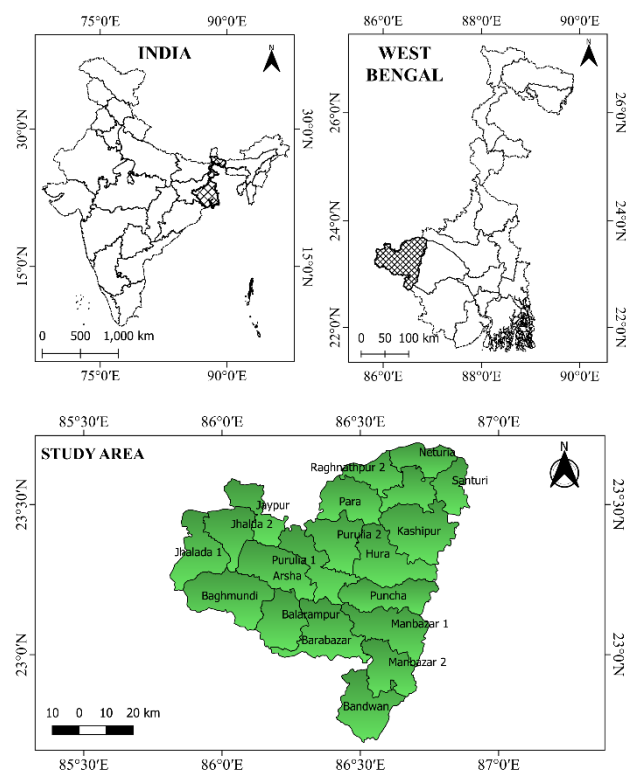 75°0′E 90°0′E
INDIA
N
30°0′N
30°0′N
15°0′N
15°0′N
0 500 1,000 km
75°0′E 90°0′E
86°0′E 88°0′E 90°0′E
WEST
BENGAL
N
26°0′N
26°0′N
24°0′N
24°0′N
22°0′N
22°0′N
0 50 100 km
86°0′E 88°0′E 90°0′E
85°30′E 86°0′E 86°30′E 87°0′E
STUDY AREA
N
Neturia
Raghnathpur 2
Santuri
23°30′N
23°30′N
Para
Jaypur
Jhalda 2
Kashipur
Purulia 2
Jhalada 1
Hura
Purulia 1
Arsha
Baghmundi
Puncha
Balarampur
Manbazar 1
Barabazar
23°0′N
23°0′N
Manbazar 2
Bandwan
10 0 10 20 km
85°30′E 86°0′E 86°30′E 87°0′E